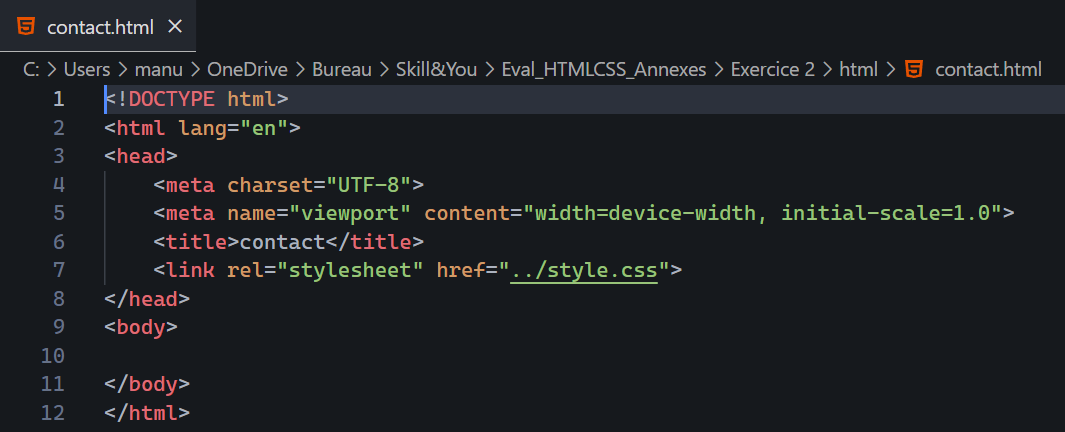 contact.html ×
C: > Users > manu > OneDrive > Bureau > Skill&You > Eval_HTMLCSS_Annexes > Exercice 2 > html > contact.html
1 <!DOCTYPE html>
2 <html lang="en">
3 <head>
4     <meta charset="UTF-8">
5     <meta name="viewport" content="width=device-width, initial-scale=1.0">
6     <title>contact</title>
7     <link rel="stylesheet" href="../style.css">
8 </head>
9 <body>
10
11 </body>
12 </html>